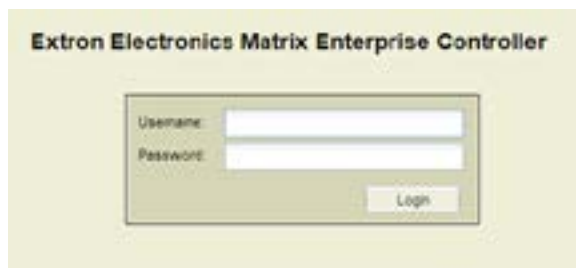 Extron Electronics Matrix Enterprise Controller
Username:
Password:
Login